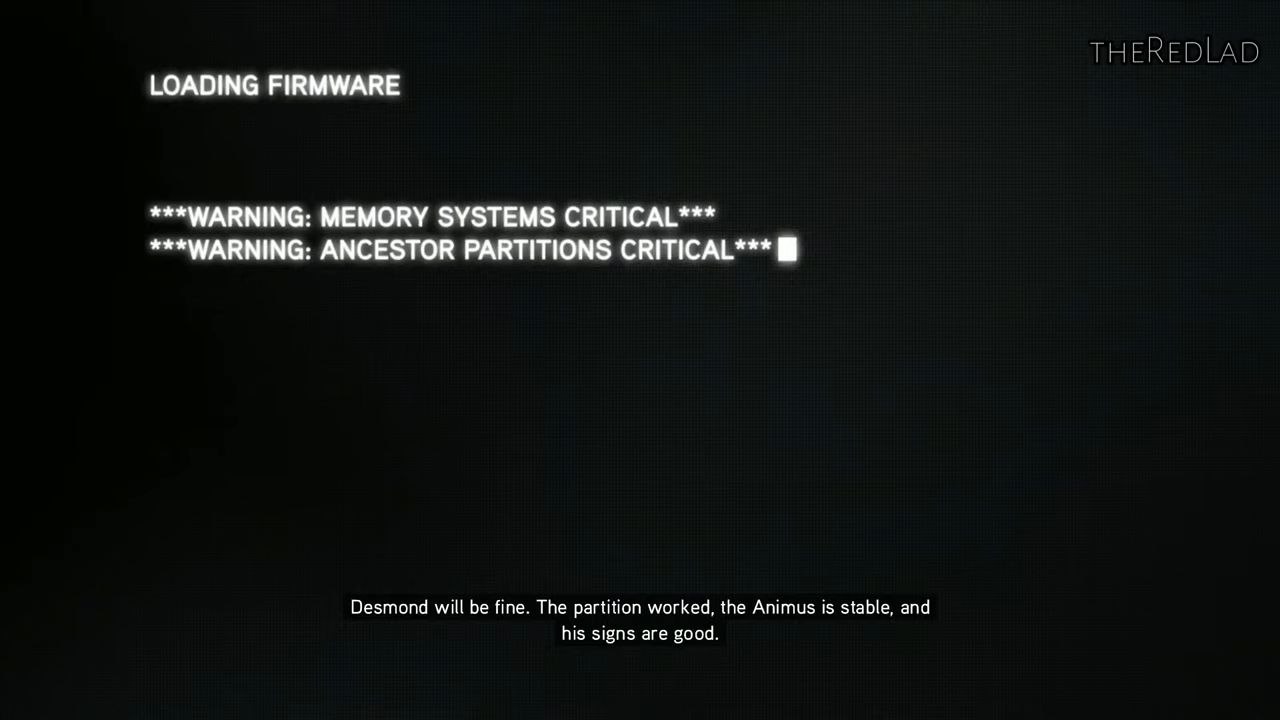 THEREDLAD
LOADING FIRMWARE
***WARNING: MEMORY SYSTEMS CRITICAL***
***WARNING: ANCESTOR PARTITIONS CRITICAL***
Desmond will be fine. The partition worked, the Animus is stable, and
his signs are good.